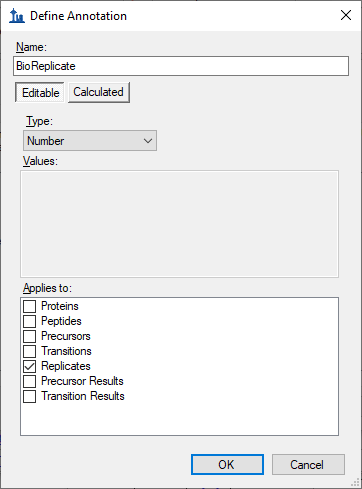 Define Annotation
Name:
BioReplicate
Editable
Calculated
Type:
Number
Values:
Applies to:
Proteins
Peptides
Precursors
Transitions
Replicates
Precursor Results
Transition Results
OK
Cancel